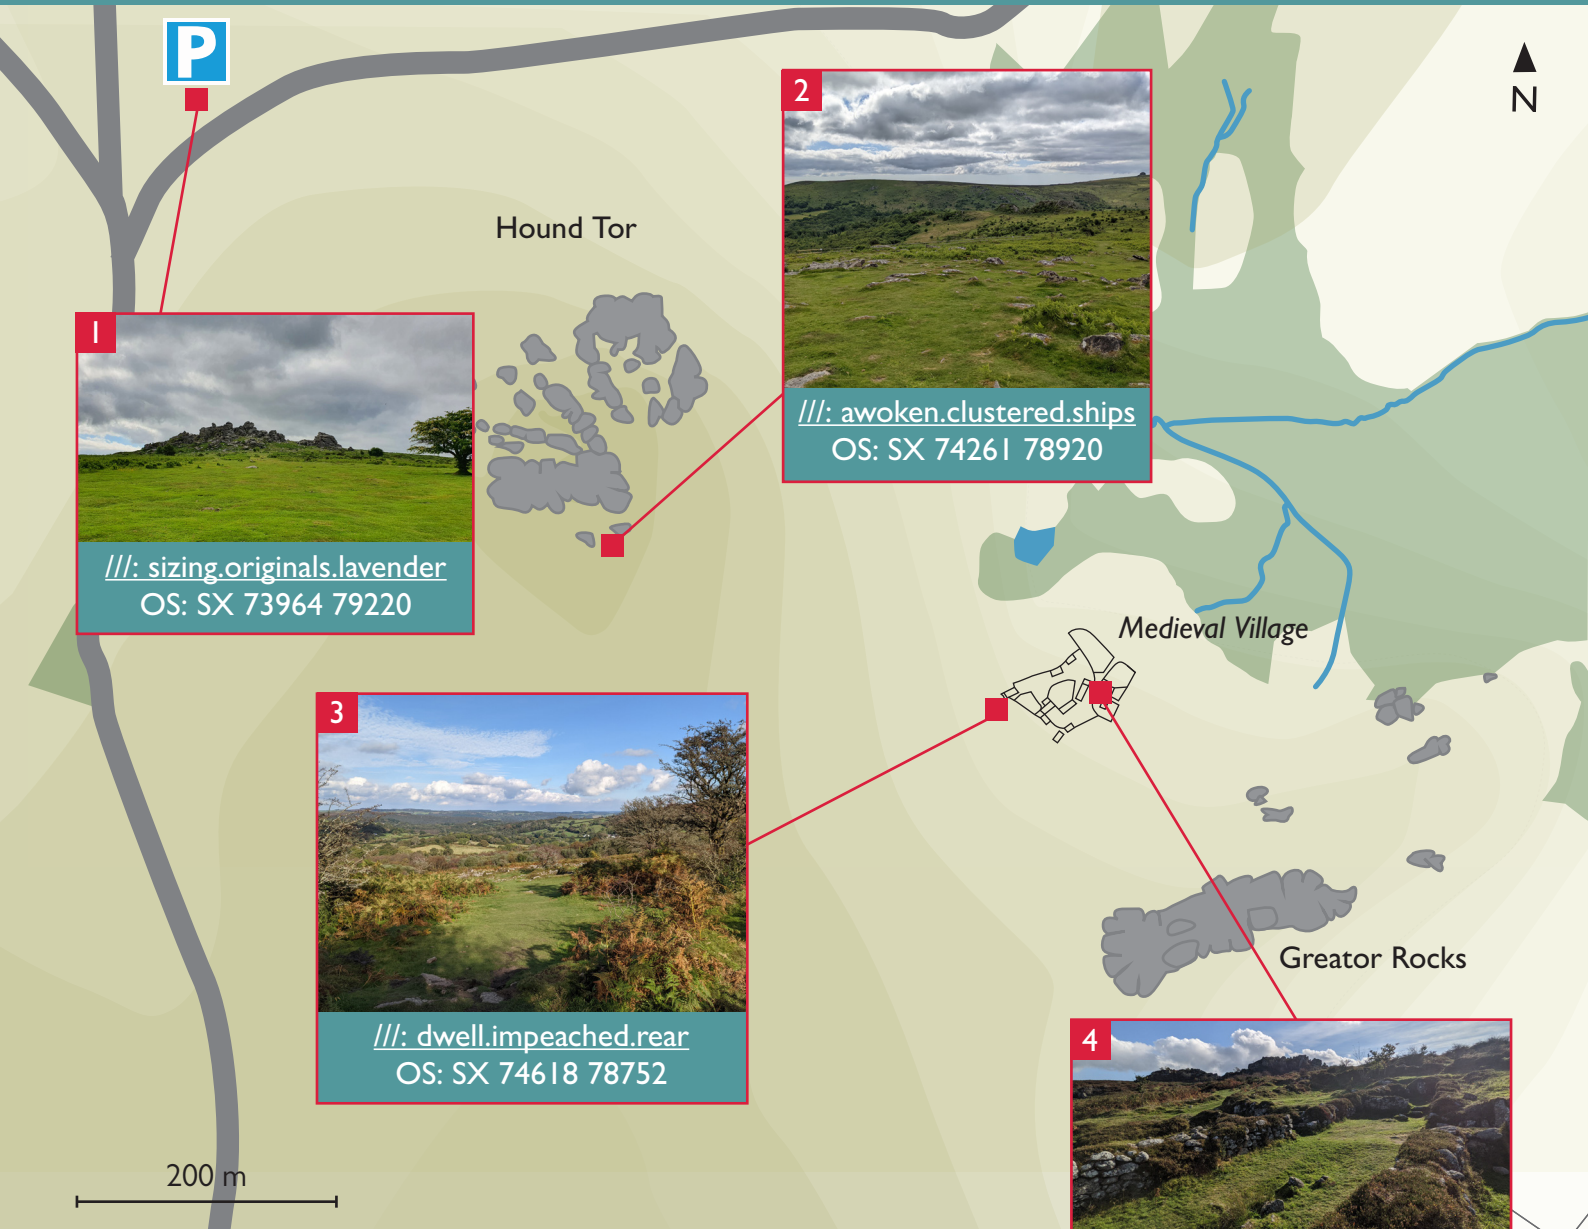 P
N
Hound Tor
2
///: awoken.clustered.ships
OS: SX 74261 78920
1
///: sizing.originals.lavender
OS: SX 73964 79220
Medieval Village
3
///: dwell.impeached.rear
OS: SX 74618 78752
Greator Rocks
4
200 m